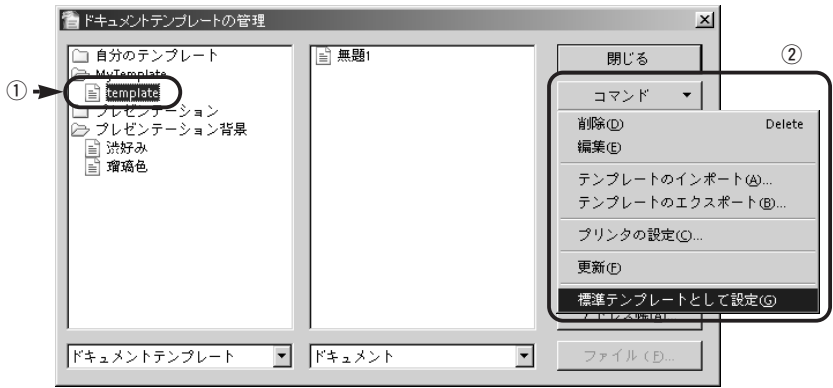 ドキュメントテンプレートの管理
①
自分のテンプレート
MyTemplate
template
プレゼンテーション
プレゼンテーション背景
渋好み
瑠璃色
ドキュメントテンプレート
無題1
ドキュメント
②
閉じる
コマンド
削除(D) Delete
編集(E)
テンプレートのインポート(A)...
テンプレートのエクスポート(B)...
プリンタの設定(C)...
更新(F)
標準テンプレートとして設定(G)
アドレス帳(A)
ファイル(F)...